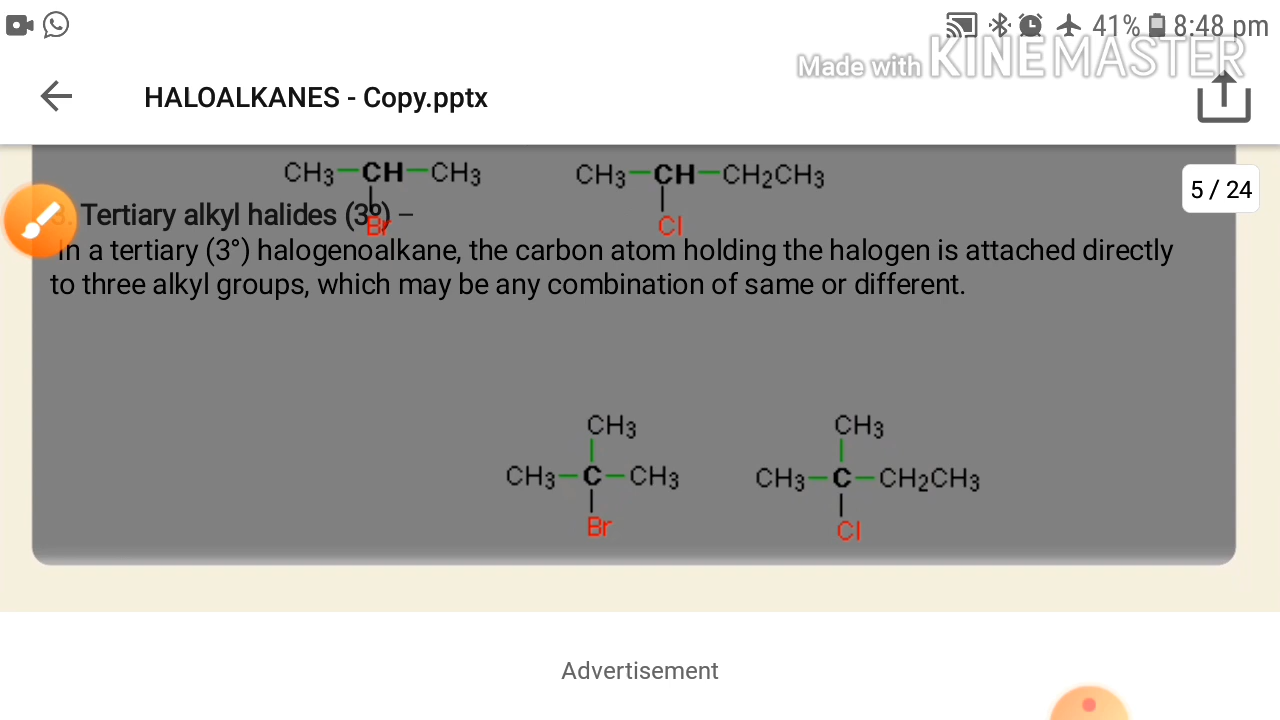 41% 8:48 pm
Made with KINEMASTER
HALOALKANES - Copy.pptx
5 / 24
CH3—CH—CH3 CH3—CH—CH2CH3
Br Cl
3. Tertiary alkyl halides (3º) –
In a tertiary (3°) halogenoalkane, the carbon atom holding the halogen is attached directly
to three alkyl groups, which may be any combination of same or different.
CH3 CH3
CH3—C—CH3 CH3—C—CH2CH3
Br Cl
Advertisement